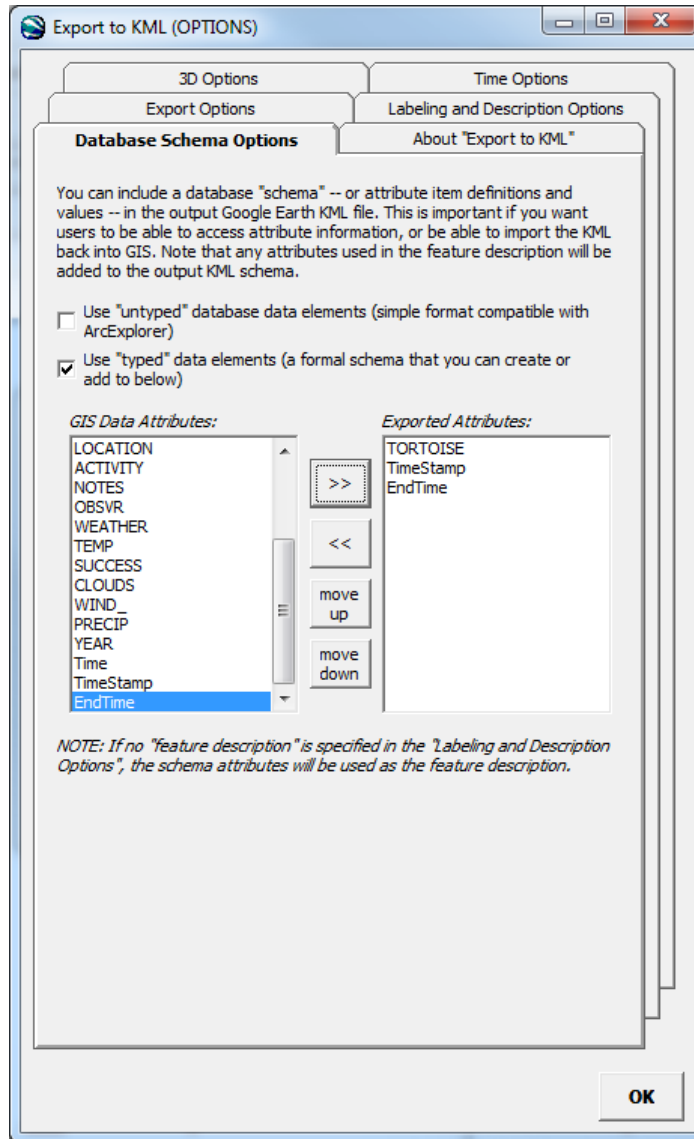 Export to KML (OPTIONS)
3D Options
Time Options
Export Options
Labeling and Description Options
Database Schema Options
About "Export to KML"
You can include a database "schema" -- or attribute item definitions and
values -- in the output Google Earth KML file. This is important if you want
users to be able to access attribute information, or be able to import the KML
back into GIS. Note that any attributes used in the feature description will be
added to the output KML schema.
Use "untyped" database data elements (simple format compatible with
ArcExplorer)
Use "typed" data elements (a formal schema that you can create or
add to below)
GIS Data Attributes:
LOCATION
ACTIVITY
NOTES
OBSVR
WEATHER
TEMP
SUCCESS
CLOUDS
WIND_
PRECIP
YEAR
Time
TimeStamp
EndTime
>>
<<
move
up
move
down
Exported Attributes:
TORTOISE
TimeStamp
EndTime
NOTE: If no "feature description" is specified in the "Labeling and Description
Options", the schema attributes will be used as the feature description.
OK